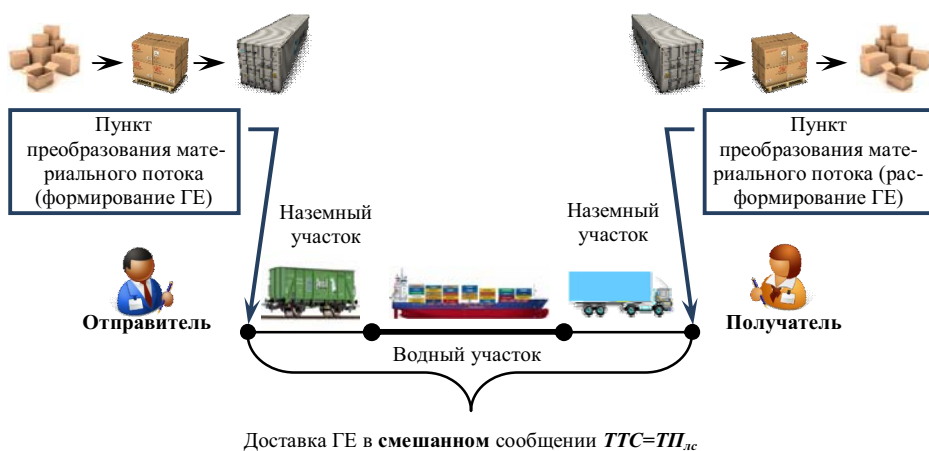 Пункт
преобразования мате-
риального потока
(формирование ГЕ)
Пункт
преобразования мате-
риального потока (рас-
формирование ГЕ)
Наземный
участок
Наземный
участок
Отправитель
Получатель
Водный участок
Доставка ГЕ в смешанном сообщении ТТС=ТПлс